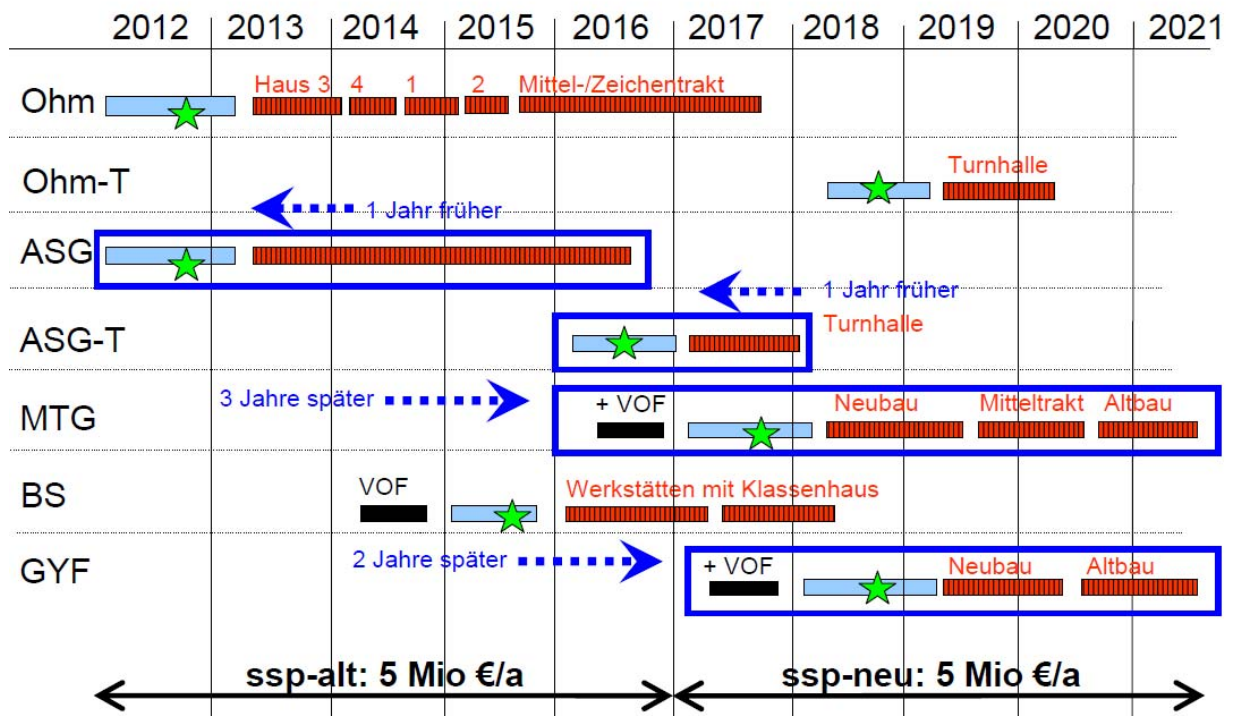 2012 2013 2014 2015 2016 2017 2018 2019 2020 2021
Ohm Haus 3 4 1 2 Mittel-/Zeichentrakt
Ohm-T Turnhalle
1 Jahr früher
ASG
1 Jahr früher
ASG-T Turnhalle
3 Jahre später
MTG + VOF Neubau Mitteltrakt Altbau
BS VOF Werkstätten mit Klassenhaus
2 Jahre später
GYF + VOF Neubau Altbau
ssp-alt: 5 Mio €/a ssp-neu: 5 Mio €/a